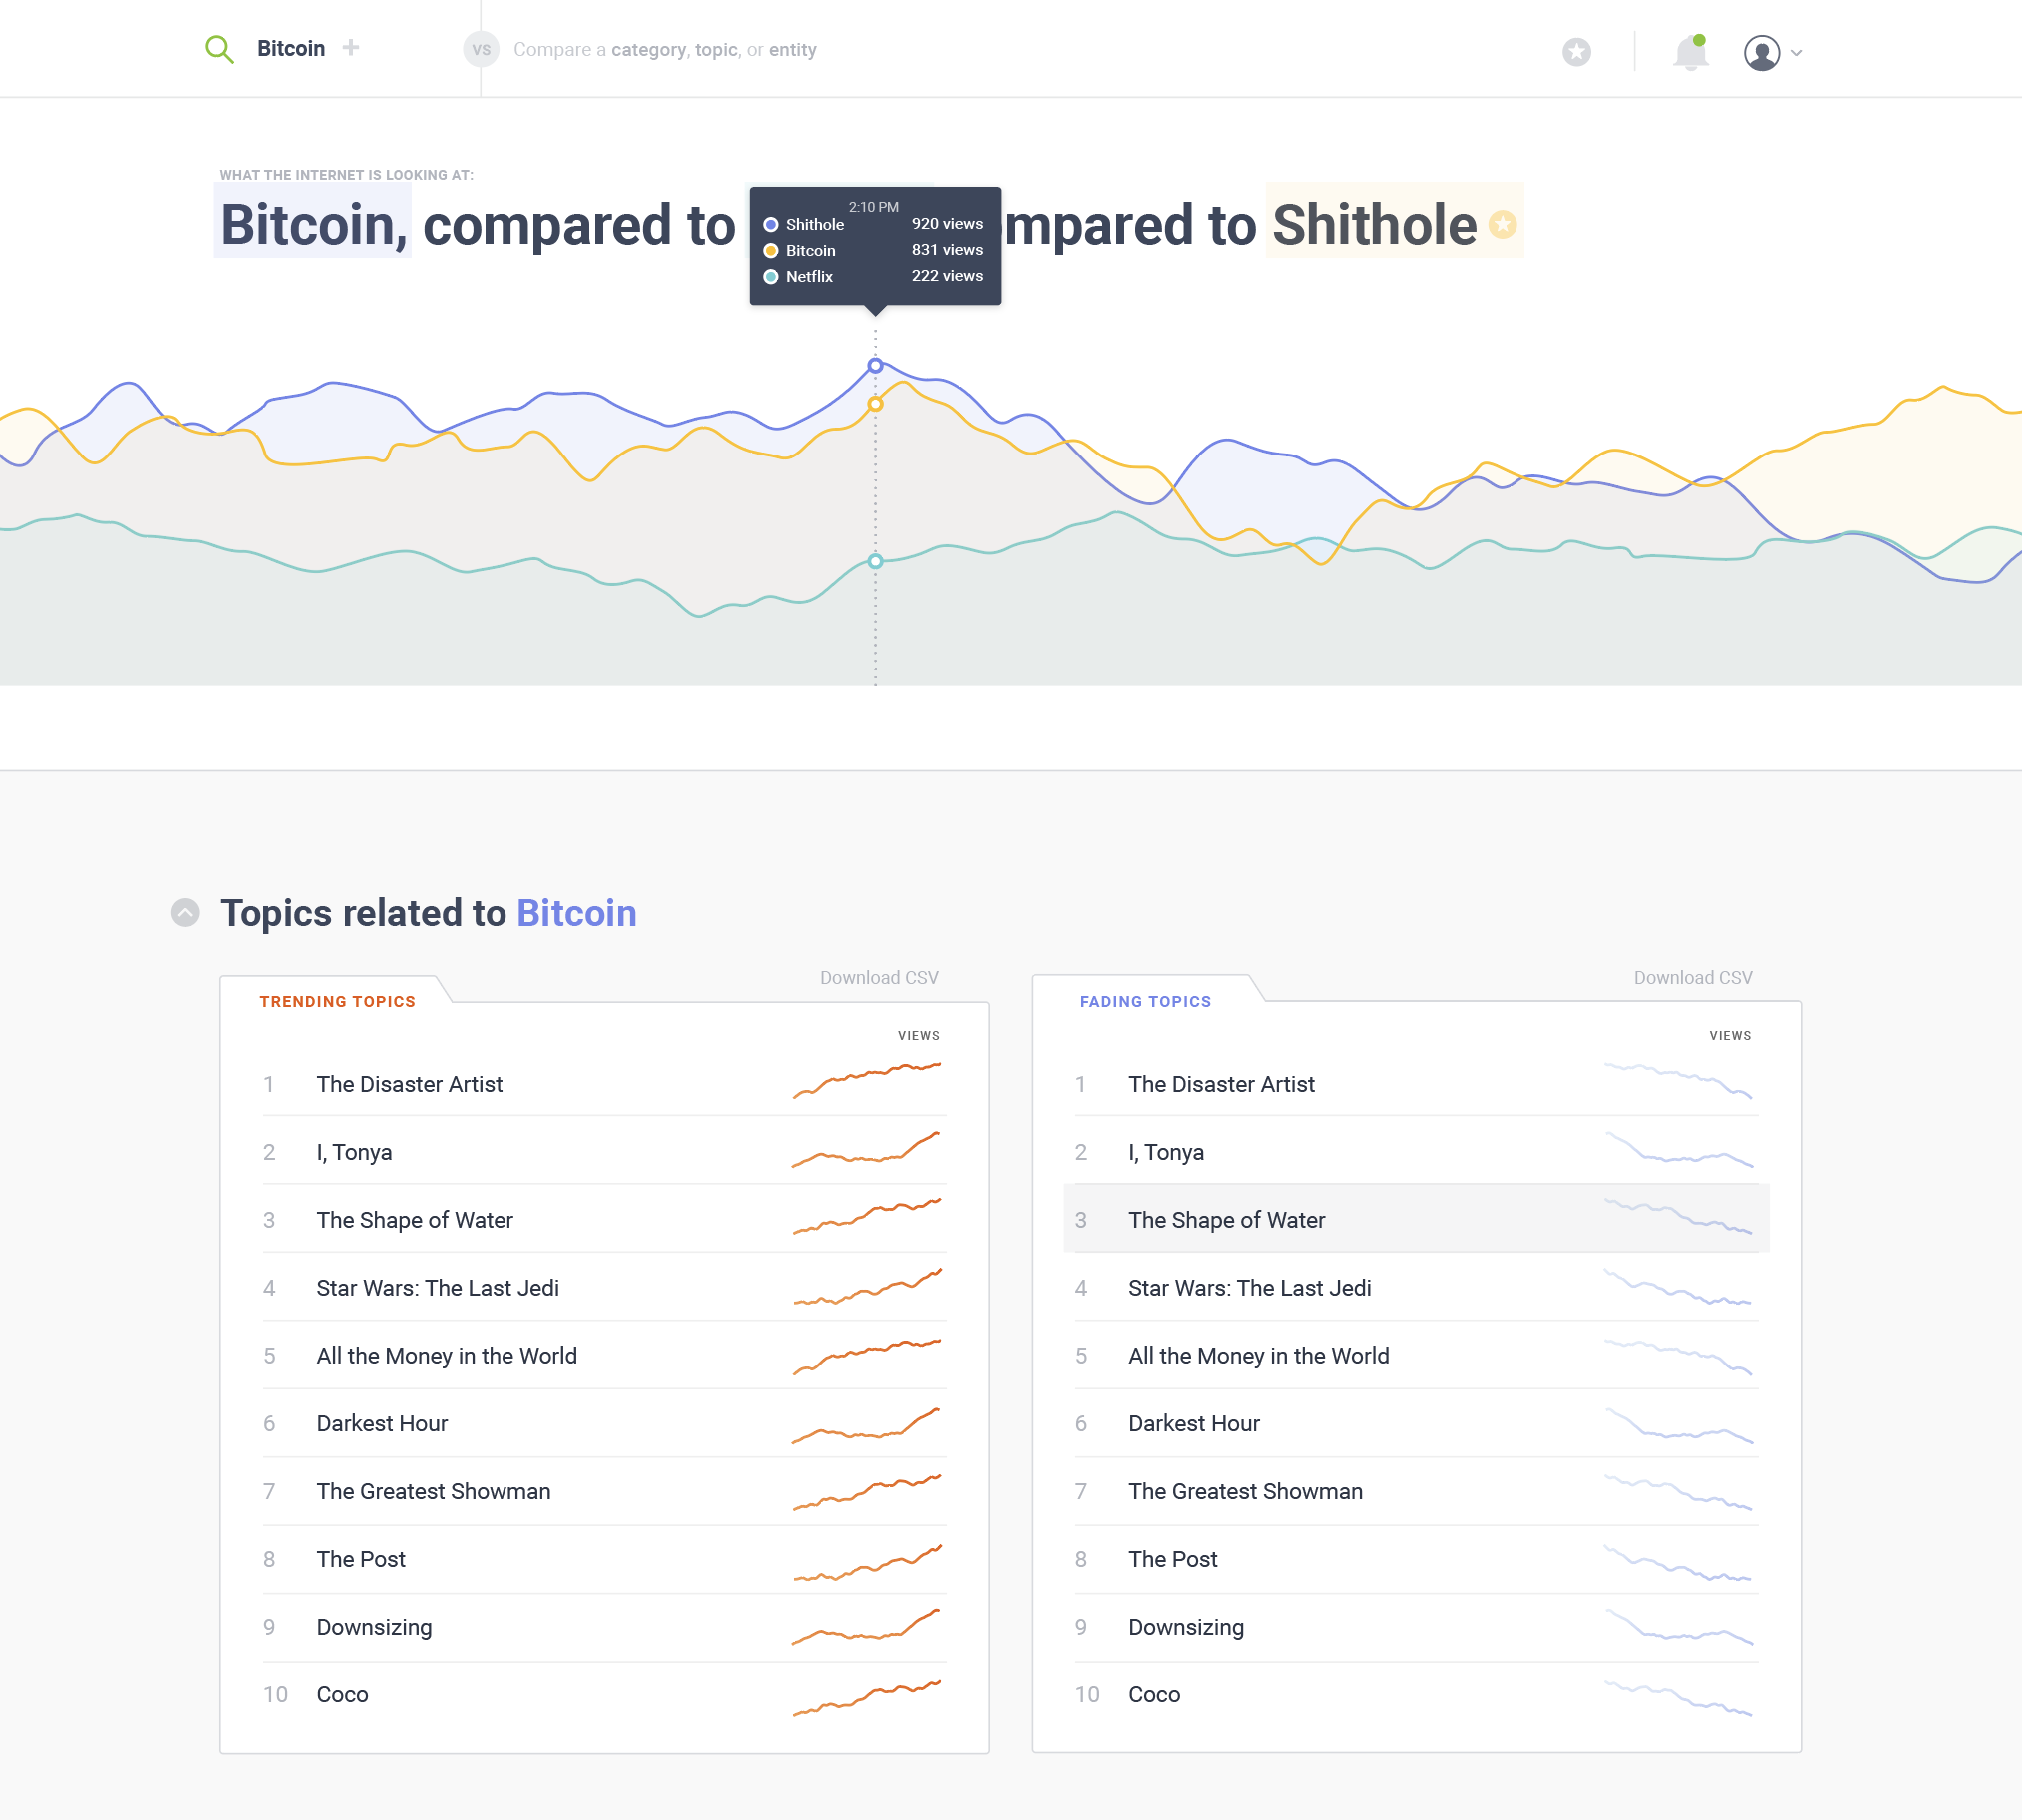 Bitcoin
VS Compare a category, topic, or entity
WHAT THE INTERNET IS LOOKING AT:
Bitcoin, compared to mpared to Shithole
2:10 PM
Shithole 920 views
Bitcoin 831 views
Netflix 222 views
Topics related to Bitcoin
Download CSV
TRENDING TOPICS
VIEWS
1 The Disaster Artist
2 I, Tonya
3 The Shape of Water
4 Star Wars: The Last Jedi
5 All the Money in the World
6 Darkest Hour
7 The Greatest Showman
8 The Post
9 Downsizing
10 Coco
Download CSV
FADING TOPICS
VIEWS
1 The Disaster Artist
2 I, Tonya
3 The Shape of Water
4 Star Wars: The Last Jedi
5 All the Money in the World
6 Darkest Hour
7 The Greatest Showman
8 The Post
9 Downsizing
10 Coco